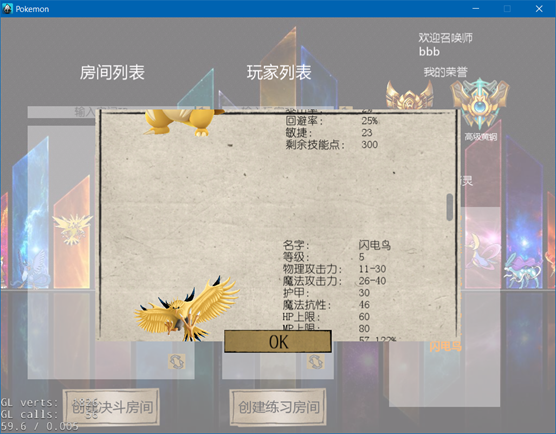 Pokemon
欢迎召唤师
bbb
房间列表
玩家列表
我的荣誉
输入
高级黄铜
回避率: 25%
敏捷: 23
剩余技能点: 300
灵
名字: 闪电鸟
等级: 5
物理攻击力: 11-30
魔法攻击力: 26-40
护甲: 30
魔法抗性: 46
HP上限: 60
MP上限: 80
OK
创建决斗房间
创建练习房间
GL verts:
GL calls:
59.6 / 0.005